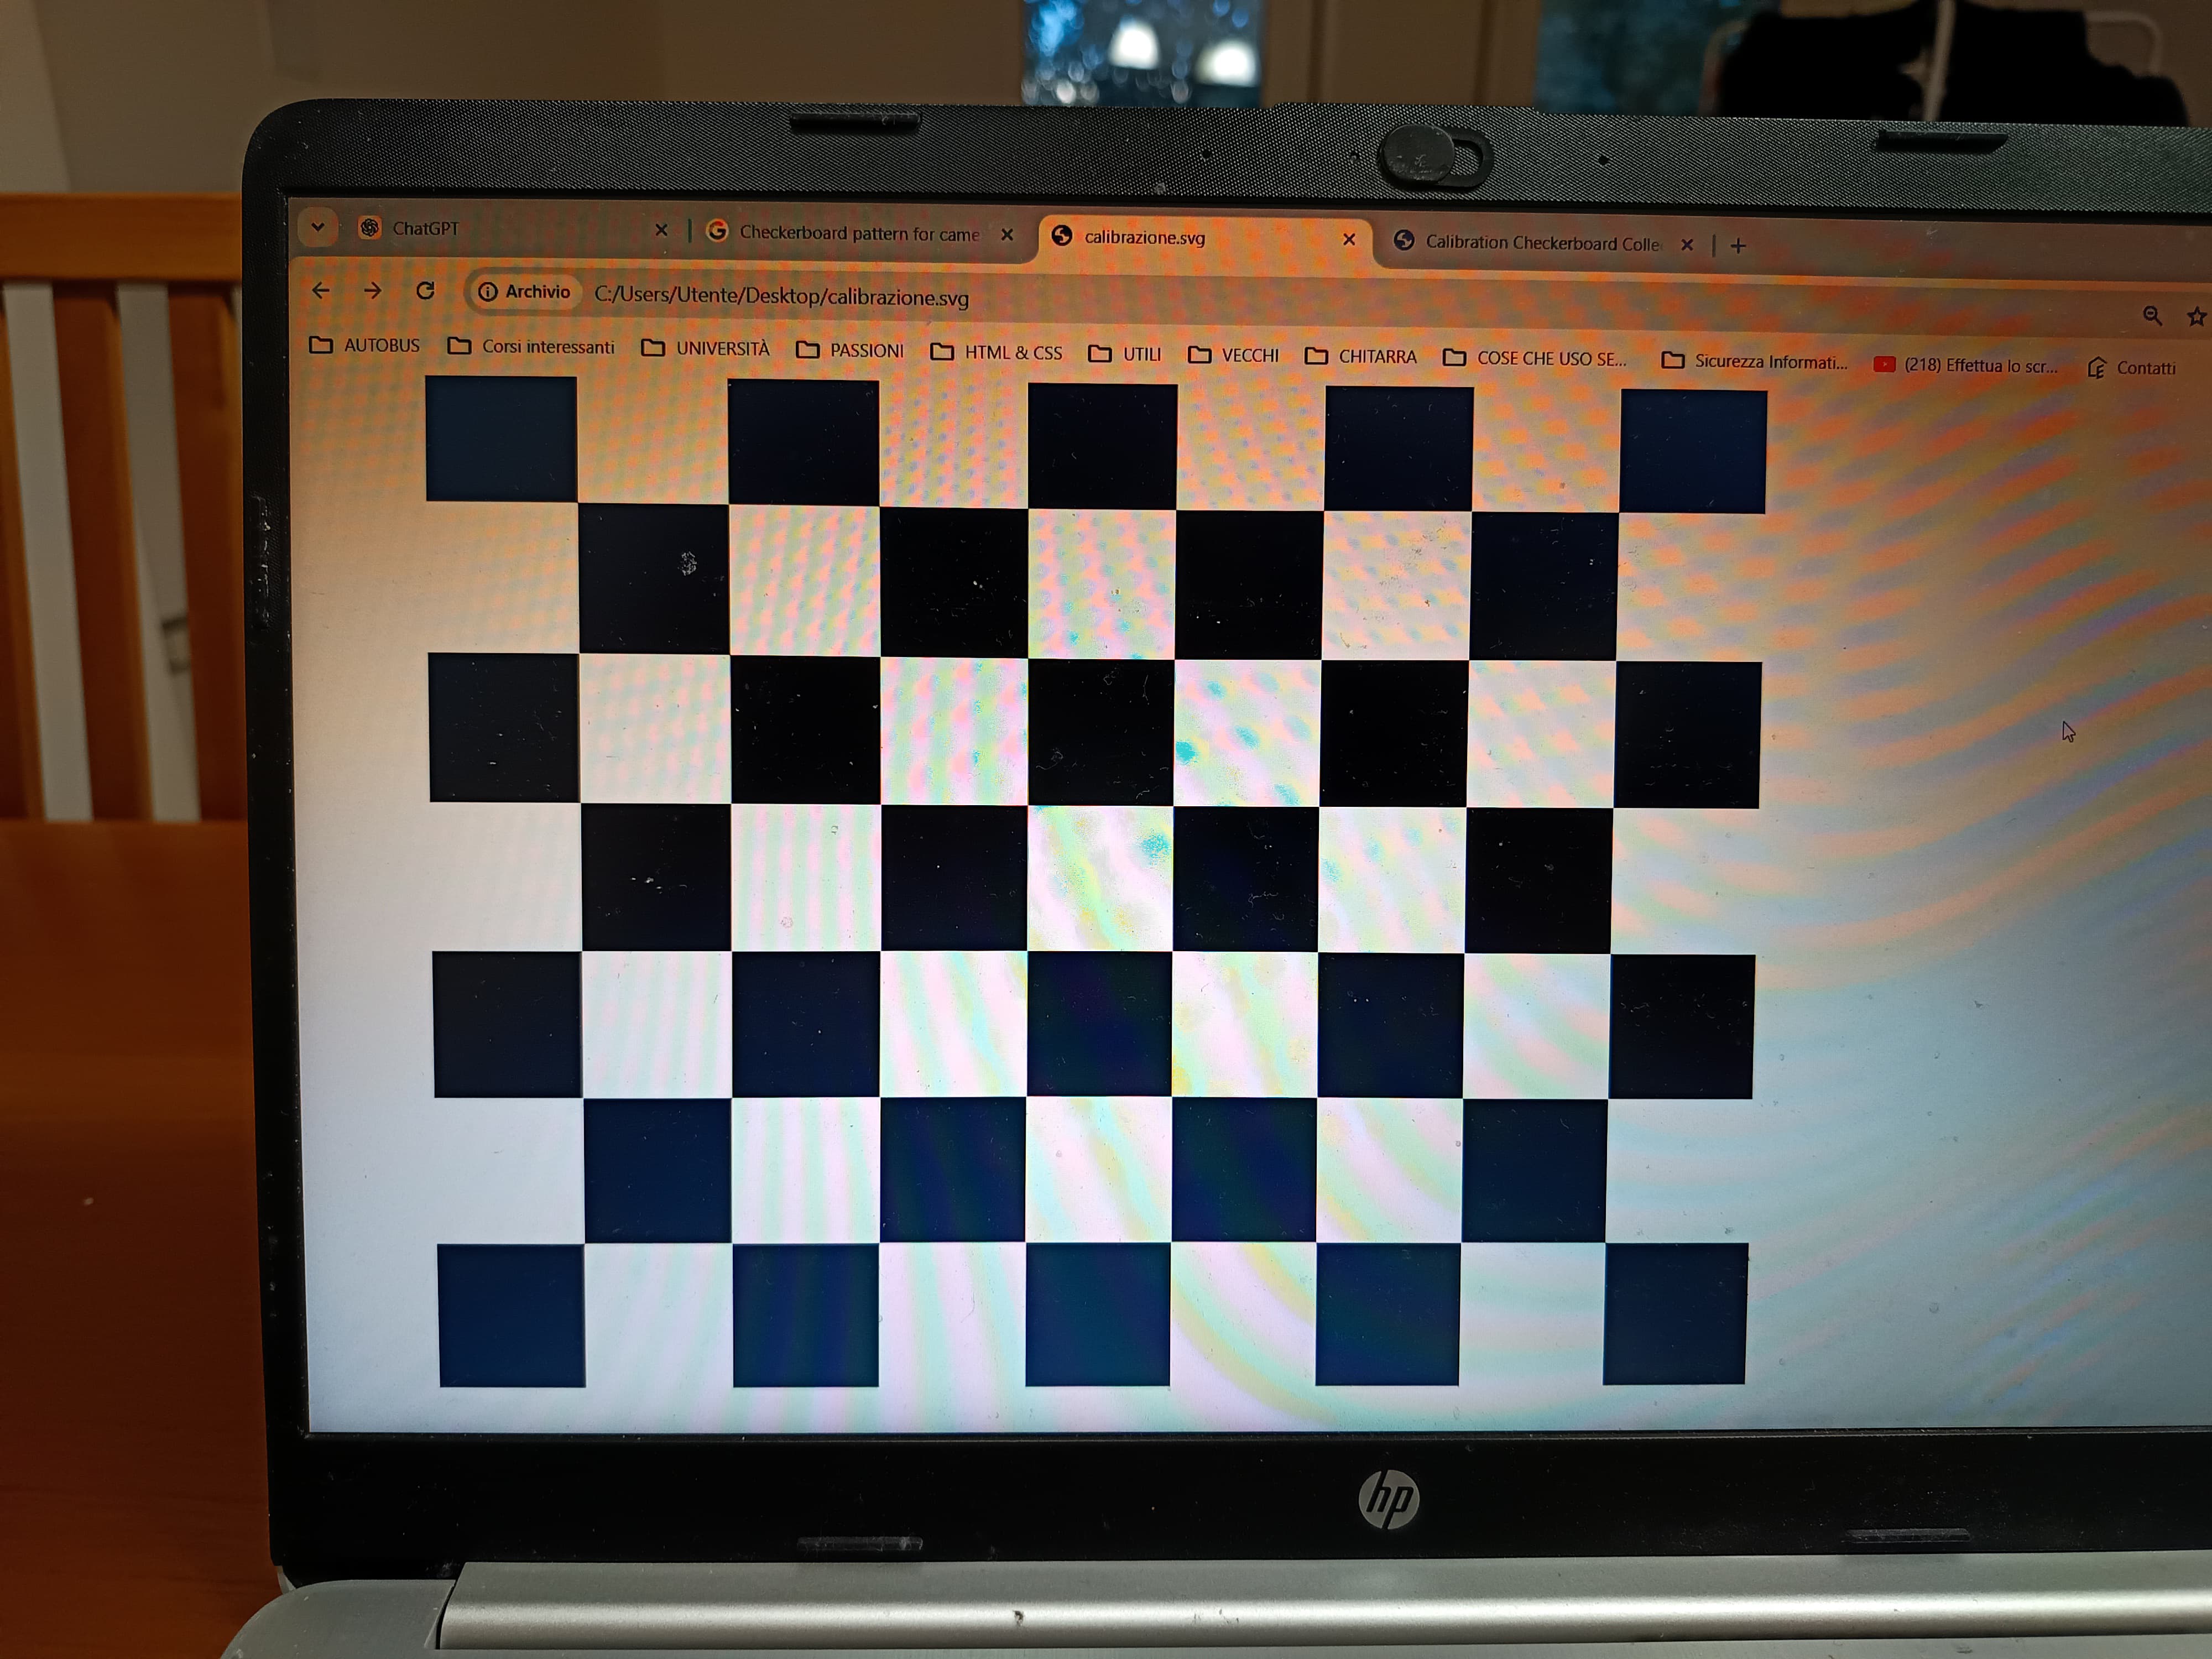 ChatGPT
Checkerboard pattern for came
calibrazione.svg
Calibration Checkerboard Colle
Archivio C:/Users/Utente/Desktop/calibrazione.svg
AUTOBUS Corsi interessanti UNIVERSITÀ PASSIONI HTML & CSS UTILI VECCHI CHITARRA COSE CHE USO SE... Sicurezza Informati... (218) Effettua lo scr... Contatti
hp